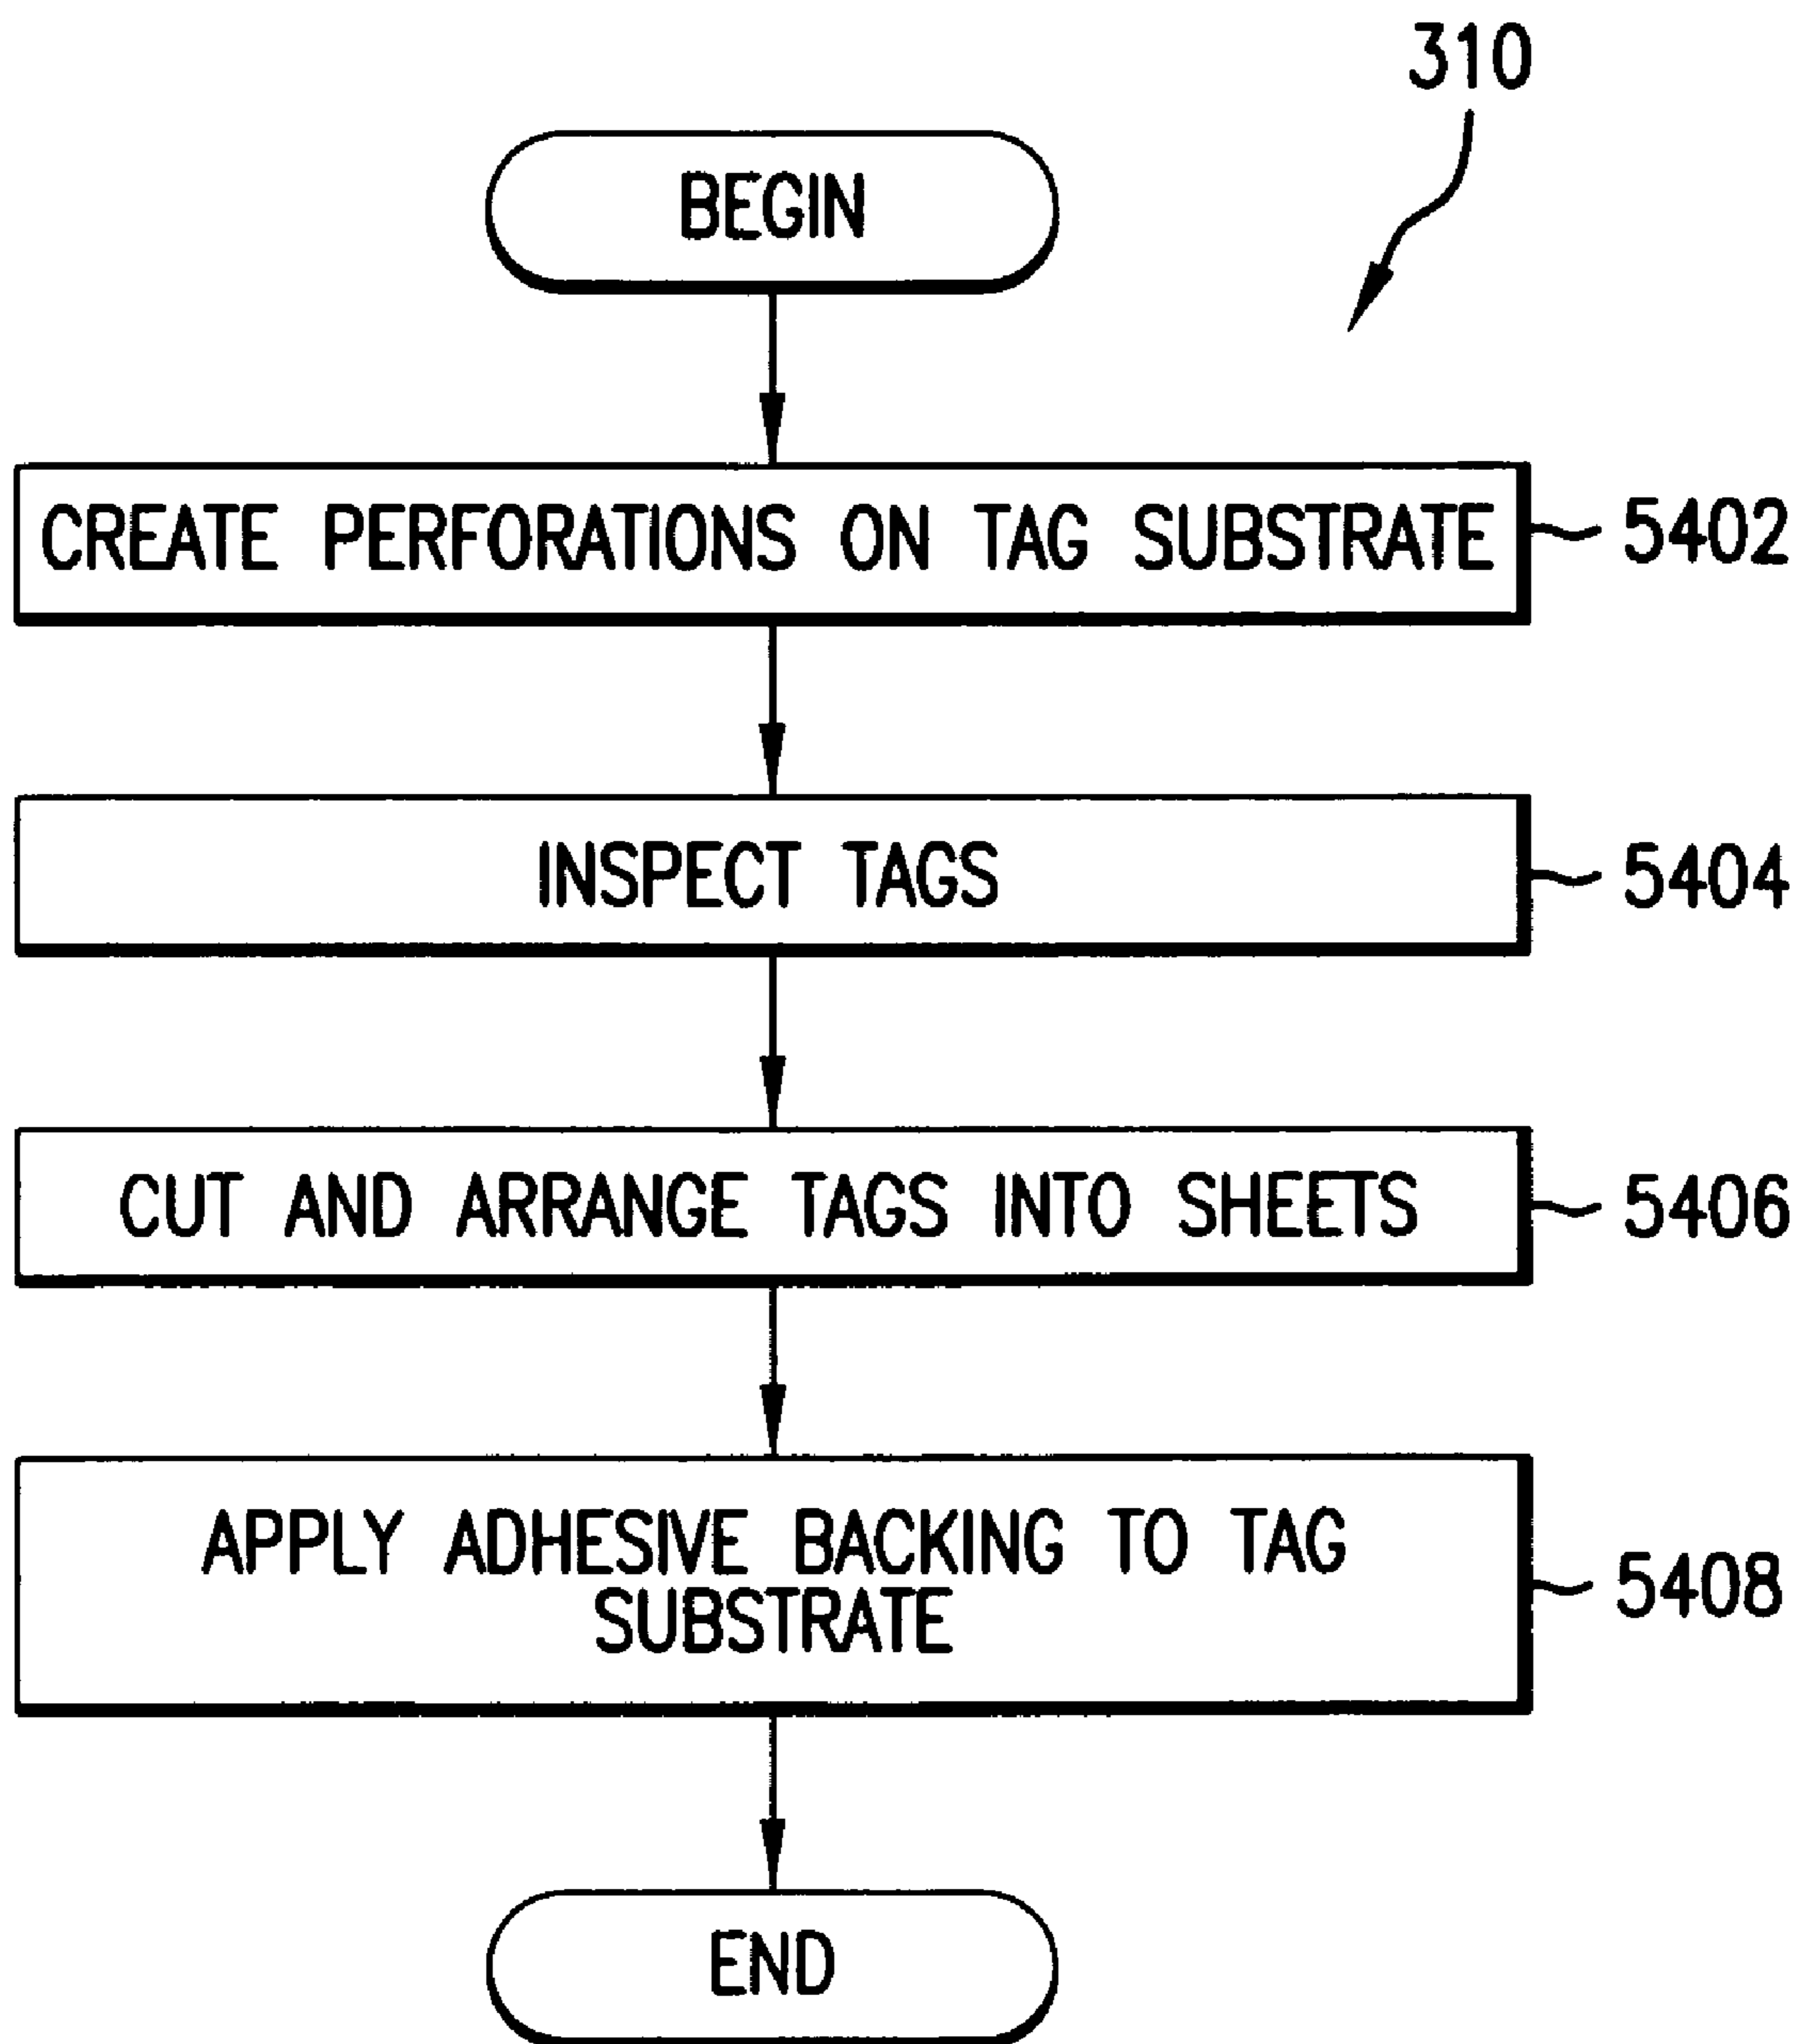 310
BEGIN
CREATE PERFORATIONS ON TAG SUBSTRATE
5402
INSPECT TAGS
5404
CUT AND ARRANGE TAGS INTO SHEETS
5406
APPLY ADHESIVE BACKING TO TAG
SUBSTRATE
5408
END